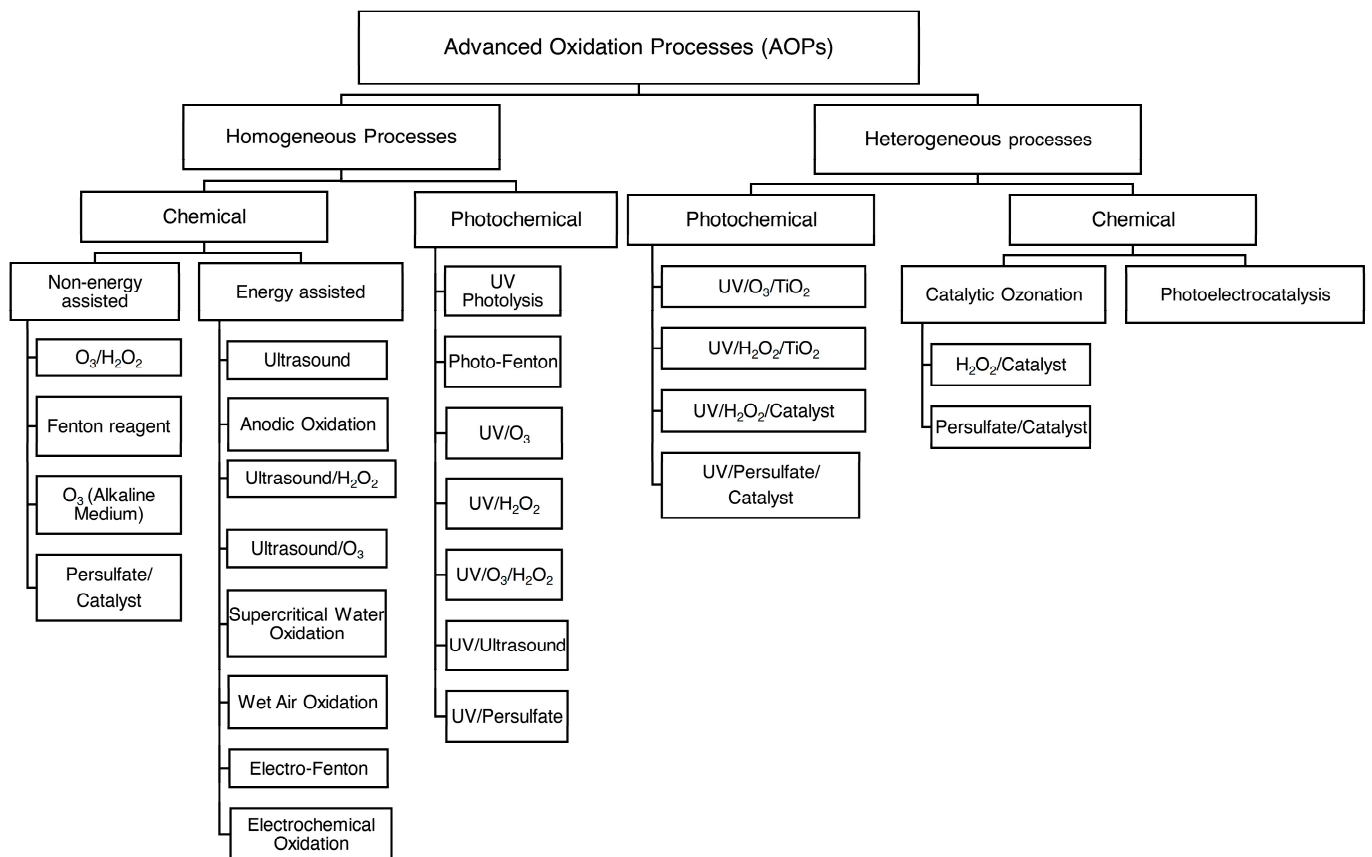 Advanced Oxidation Processes (AOPs)
Homogeneous Processes
Heterogeneous processes
Chemical
Photochemical
Photochemical
Chemical
Non-energy
assisted
Energy assisted
Catalytic Ozonation
Photoelectrocatalysis
O₃/H₂O₂
Fenton reagent
O₃ (Alkaline
Medium)
Persulfate/
Catalyst
Ultrasound
Anodic Oxidation
Ultrasound/H₂O₂
Ultrasound/O₃
Supercritical Water
Oxidation
Wet Air Oxidation
Electro-Fenton
Electrochemical
Oxidation
UV
Photolysis
Photo-Fenton
UV/O₃
UV/H₂O₂
UV/O₃/H₂O₂
UV/Ultrasound
UV/Persulfate
UV/O₃/TiO₂
UV/H₂O₂/TiO₂
UV/H₂O₂/Catalyst
UV/Persulfate/
Catalyst
H₂O₂/Catalyst
Persulfate/Catalyst